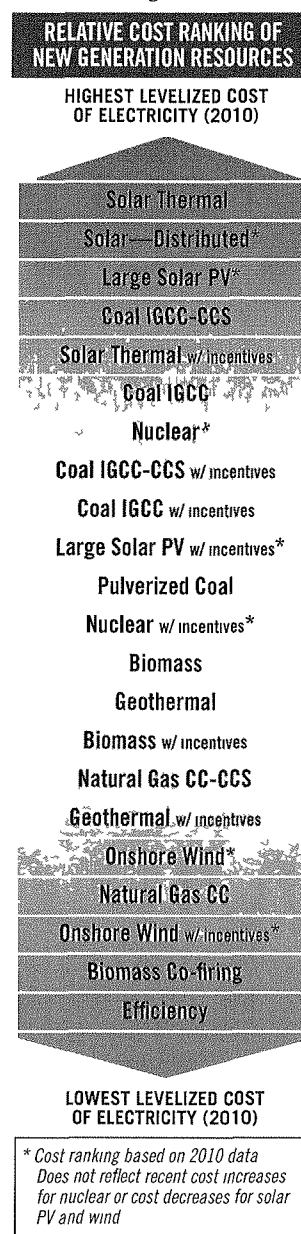 RELATIVE COST RANKING OF
NEW GENERATION RESOURCES
HIGHEST LEVELIZED COST
OF ELECTRICITY (2010)
Solar Thermal
Solar—Distributed*
Large Solar PV*
Coal IGCC-CCS
Solar Thermal w/ incentives
Coal IGCC
Nuclear*
Coal IGCC-CCS w/ incentives
Coal IGCC w/ incentives
Large Solar PV w/ incentives*
Pulverized Coal
Nuclear w/ incentives*
Biomass
Geothermal
Biomass w/ incentives
Natural Gas CC-CCS
Geothermal w/ incentives
Onshore Wind*
Natural Gas CC
Onshore Wind w/ incentives*
Biomass Co-firing
Efficiency
LOWEST LEVELIZED COST
OF ELECTRICITY (2010)
* Cost ranking based on 2010 data
Does not reflect recent cost increases
for nuclear or cost decreases for solar
PV and wind